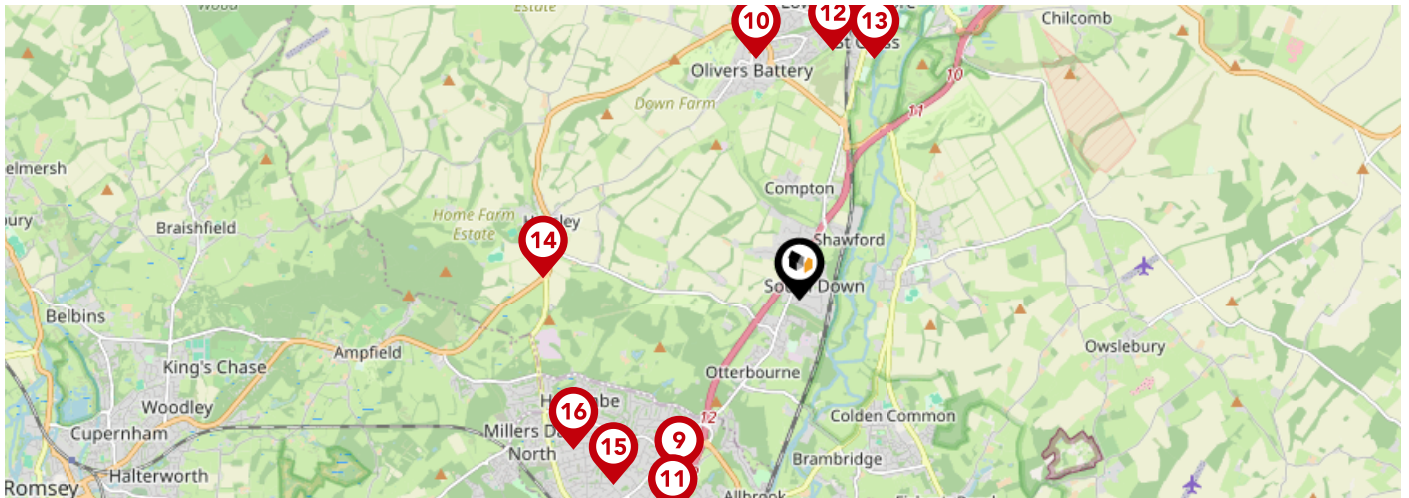 Estate
10
12
13
Chilcomb
Olivers Battery
10
Down Farm
11
elmersh
Compton
bury
Home Farm
Estate
Braishfield
14
Shawford
Belbins
Ampfield
King's Chase
Owslebury
Otterbourne
Woodley
16
12
Colden Common
Cupernham
Millers
North
15
9
Brambridge
Halterworth
11
Romsey
Allbrook